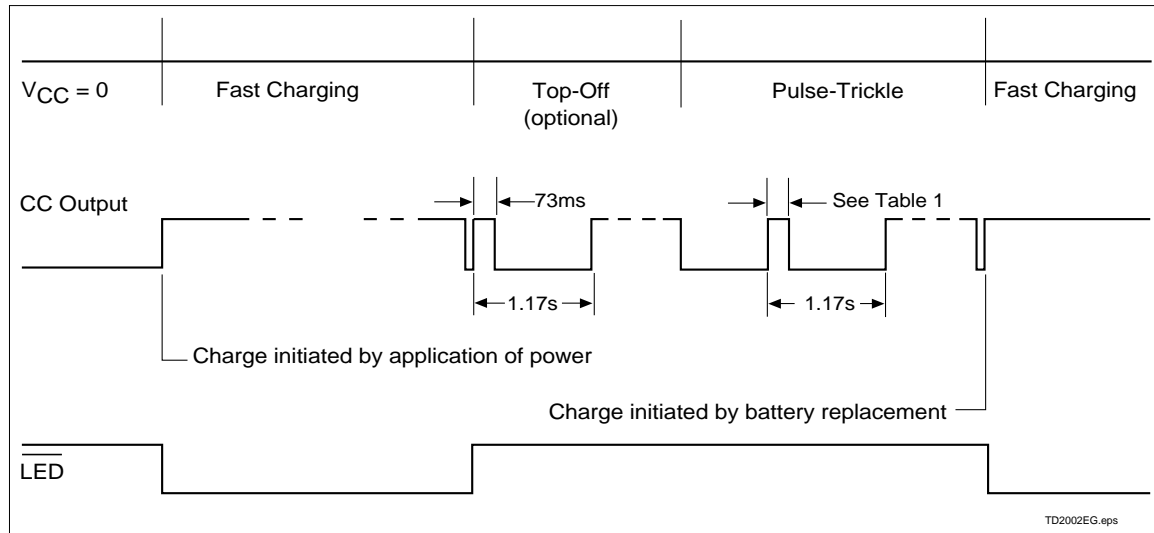 VCC = 0
Fast Charging
Top-Off
(optional)
Pulse-Trickle
Fast Charging
CC Output
73ms
See Table 1
1.17s
1.17s
Charge initiated by application of power
Charge initiated by battery replacement
LED
TD2002EG.eps